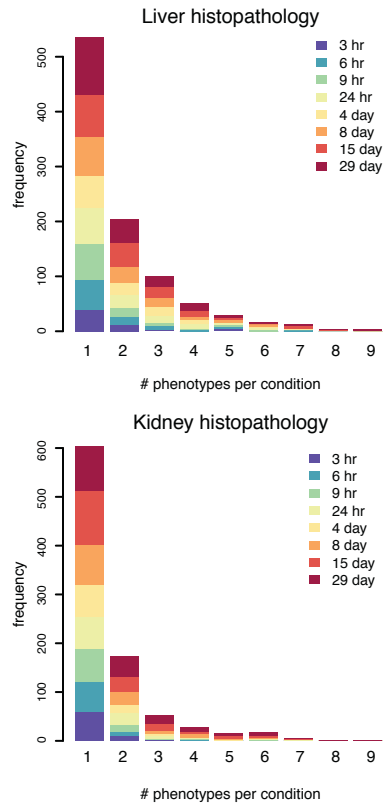 Liver histopathology
500
400
300
200
100
0
frequency
3 hr
6 hr
9 hr
24 hr
4 day
8 day
15 day
29 day
1 2 3 4 5 6 7 8 9
# phenotypes per condition
Kidney histopathology
600
500
400
300
200
100
0
frequency
3 hr
6 hr
9 hr
24 hr
4 day
8 day
15 day
29 day
1 2 3 4 5 6 7 8 9
# phenotypes per condition